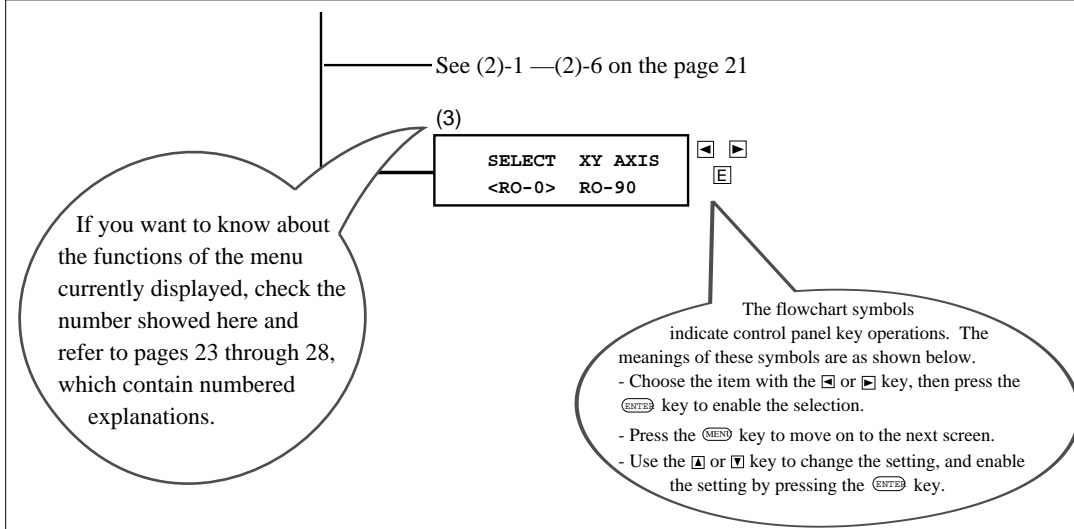 See (2)-1 —(2)-6 on the page 21
(3)
SELECT XY AXIS
<RO-0> RO-90
E
If you want to know about
the functions of the menu
currently displayed, check the
number showed here and
refer to pages 23 through 28,
which contain numbered
explanations.
The flowchart symbols
indicate control panel key operations. The
meanings of these symbols are as shown below.
- Choose the item with the ◄ or ► key, then press the
ENTER key to enable the selection.
- Press the MENU key to move on to the next screen.
- Use the ▲ or ▼ key to change the setting, and enable
the setting by pressing the ENTER key.